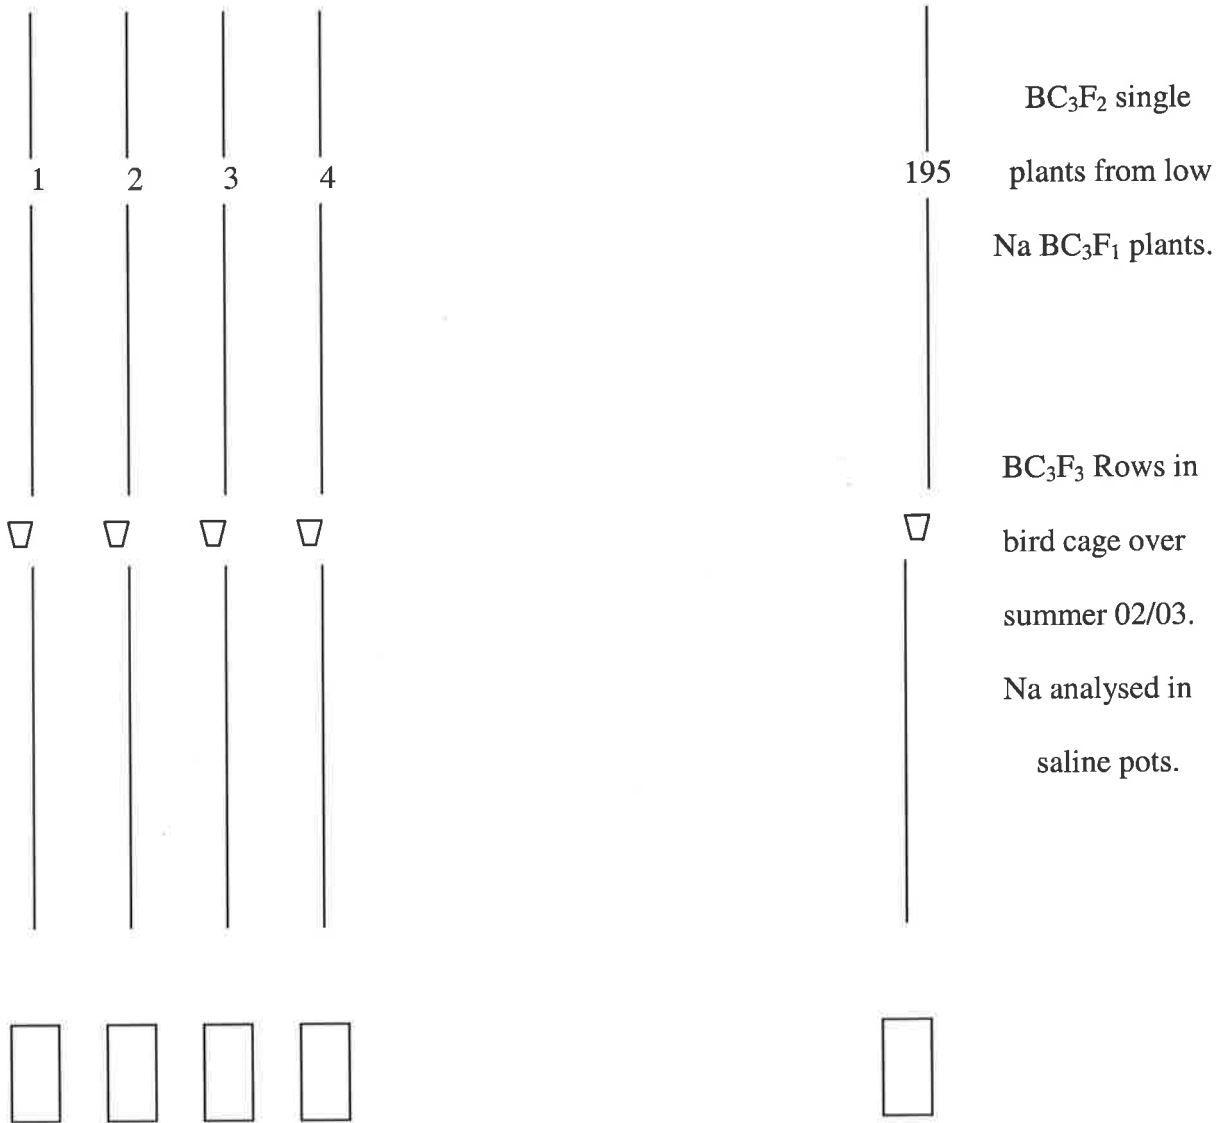 BC₃F₂ single
1 2 3 4 195 plants from low
Na BC₃F₁ plants.
BC₃F₃ Rows in
bird cage over
summer 02/03.
Na analysed in
saline pots.